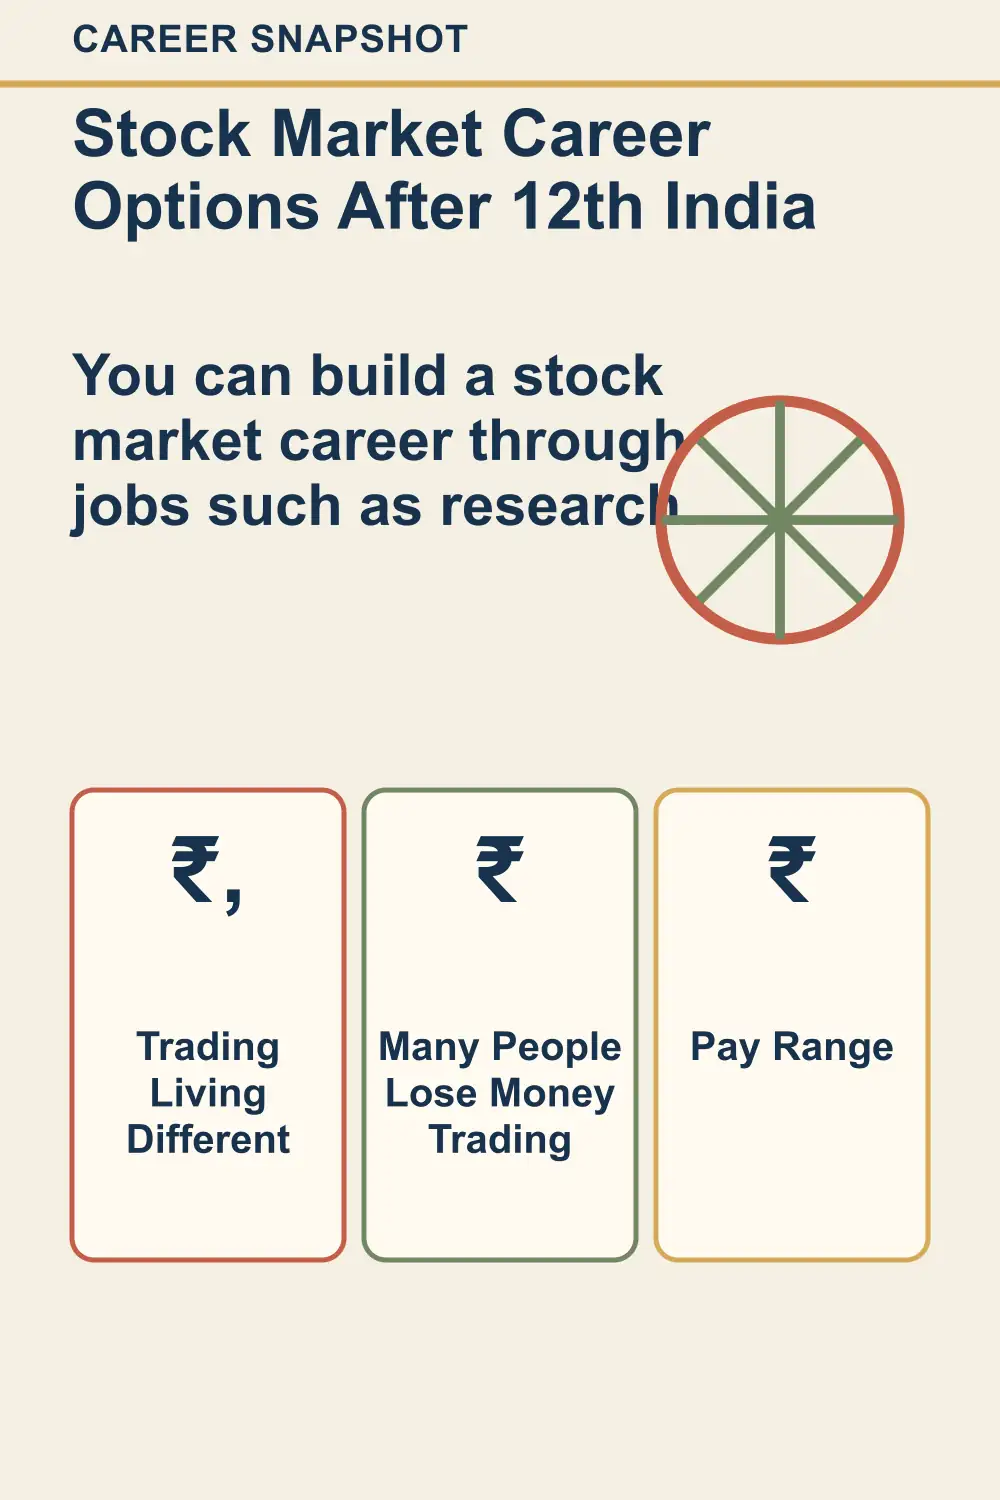 CAREER SNAPSHOT
Stock Market Career
Options After 12th India
You can build a stock
market career through
jobs such as research
₹,
Trading
Living
Different
₹
Many People
Lose Money
Trading
₹
Pay Range